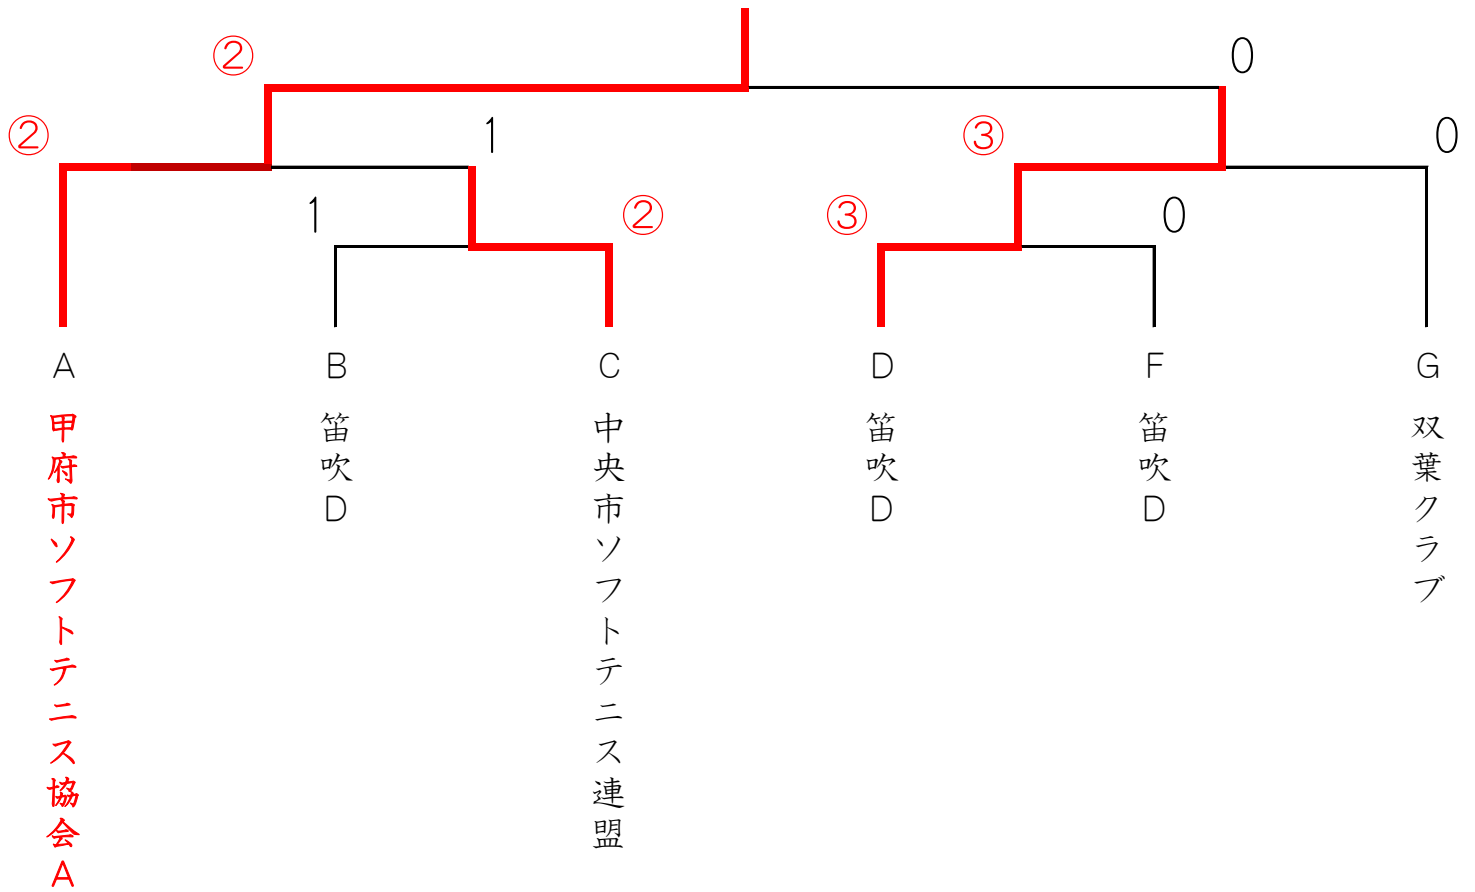 ② 0
② 1 ③ 0
1 ② ③ 0
A B C D F G
甲府市ソフトテニス協会A
笛吹D
中央市ソフトテニス連盟
笛吹D
笛吹D
双葉クラブ